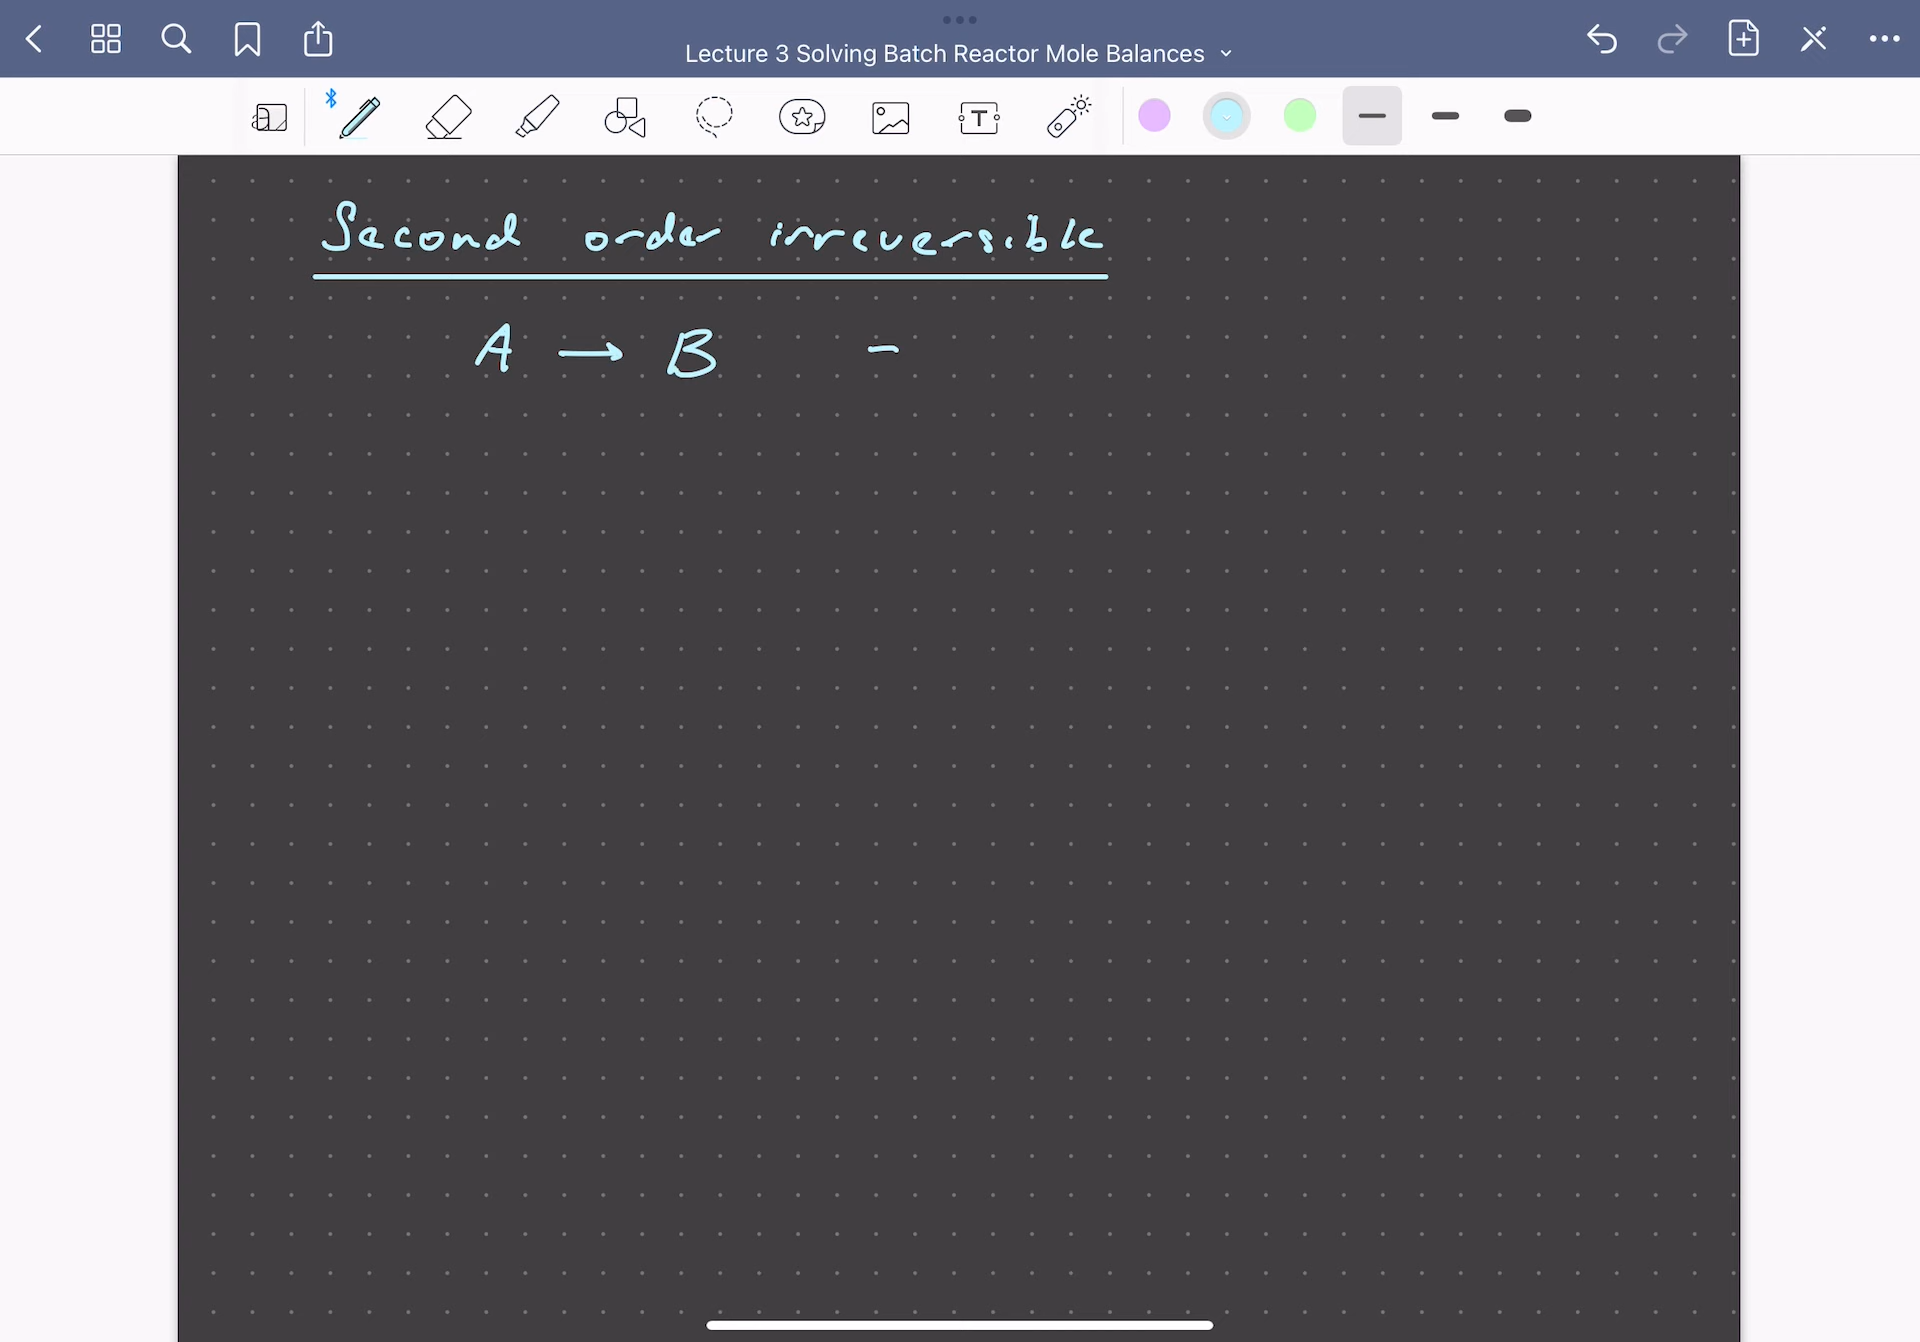 Lecture 3 Solving Batch Reactor Mole Balances
Second order irreversible
A → B –